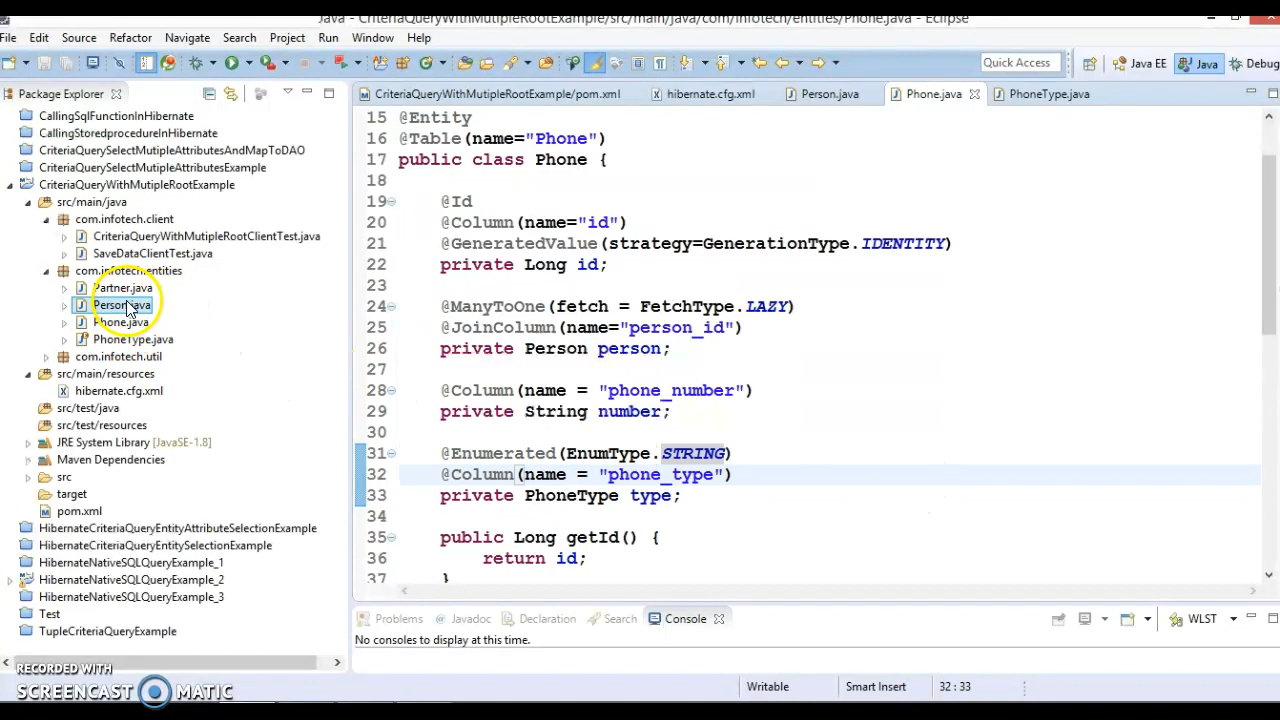 Java - CriteriaQueryWithMutipleRootExample/src/main/java/com/infotech/entities/Phone.java - Eclipse
File Edit Source Refactor Navigate Search Project Run Window Help
Quick Access Java EE Java Debug
Package Explorer
CriteriaQueryWithMutipleRootExample/pom.xml hibernate.cfg.xml Person.java Phone.java PhoneType.java
CallingSqlFunctionInHibernate
CallingStoredprocedureInHibernate
CriteriaQuerySelectMutipleAttributesAndMapToDAO
CriteriaQuerySelectMutipleAttributesExample
CriteriaQueryWithMutipleRootExample
src/main/java
com.infotech.client
CriteriaQueryWithMutipleRootClientTest.java
SaveDataClientTest.java
com.infotech.entities
Partner.java
Person.java
Phone.java
PhoneType.java
com.infotech.util
src/main/resources
hibernate.cfg.xml
src/test/java
src/test/resources
JRE System Library [JavaSE-1.8]
Maven Dependencies
src
target
pom.xml
HibernateCriteriaQueryEntityAttributeSelectionExample
HibernateCriteriaQueryEntitySelectionExample
HibernateNativeSQLQueryExample_1
HibernateNativeSQLQueryExample_2
HibernateNativeSQLQueryExample_3
Test
TupleCriteriaQueryExample
15 @Entity
16 @Table(name="Phone")
17 public class Phone {
18
19 @Id
20 @Column(name="id")
21 @GeneratedValue(strategy=GenerationType.IDENTITY)
22 private Long id;
23
24 @ManyToOne(fetch = FetchType.LAZY)
25 @JoinColumn(name="person_id")
26 private Person person;
27
28 @Column(name = "phone_number")
29 private String number;
30
31 @Enumerated(EnumType.STRING)
32 @Column(name = "phone_type")
33 private PhoneType type;
34
35 public Long getId() {
36 return id;
37 }
Problems Javadoc Declaration Search Console WLST
No consoles to display at this time.
RECORDED WITH
SCREENCAST MATIC
Writable Smart Insert 32 : 33